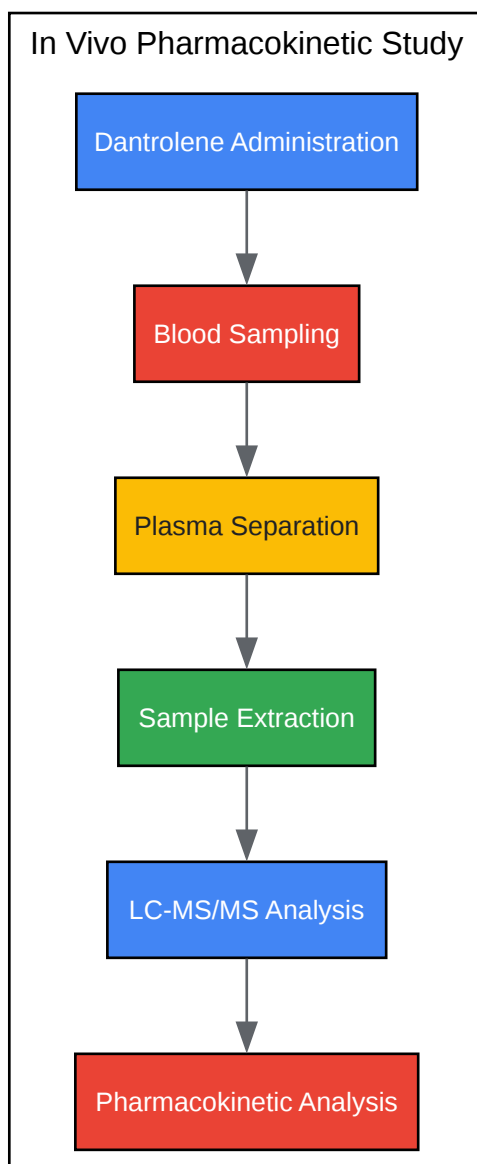 In Vivo Pharmacokinetic Study
Dantrolene Administration
Blood Sampling
Plasma Separation
Sample Extraction
LC-MS/MS Analysis
Pharmacokinetic Analysis